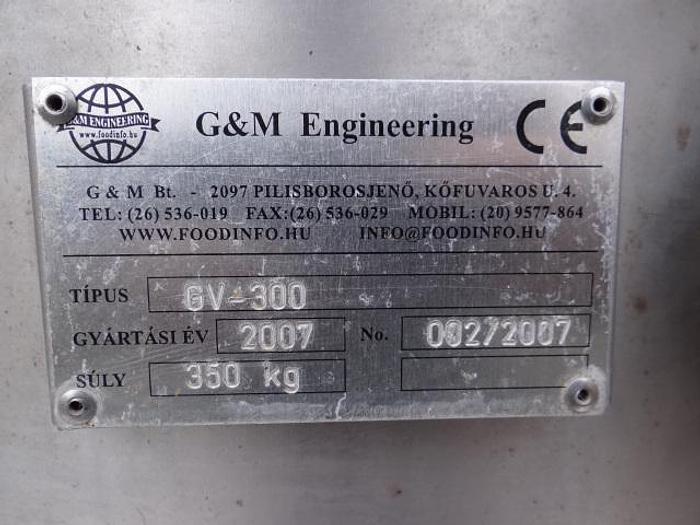 G&M ENGINEERING
www.foodinfo.hu
G&M Engineering CE
G & M Bt. - 2097 PILISBOROSJENŐ, KŐFUVAROS U. 4.
TEL: (26) 536-019 FAX:(26) 536-029 MOBIL: (20) 9577-864
WWW.FOODINFO.HU INFO@FOODINFO.HU
TÍPUS GV-300
GYÁRTÁSI ÉV 2007 No. 002/2007
SÚLY 350 kg